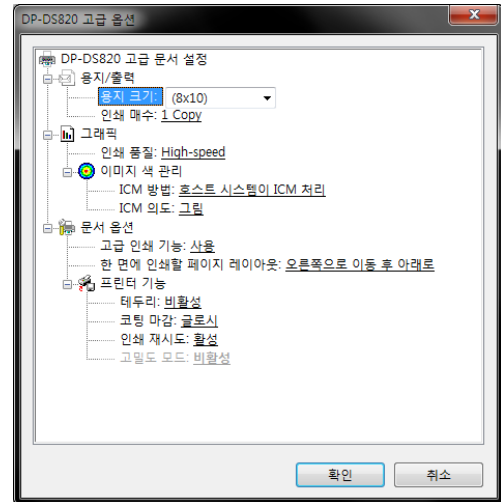 DP-DS820 고급 옵션
DP-DS820 고급 문서 설정
용지/출력
용지 크기: (8x10)
인쇄 매수: 1 Copy
그래픽
인쇄 품질: High-speed
이미지 색 관리
ICM 방법: 호스트 시스템이 ICM 처리
ICM 의도: 그림
문서 옵션
고급 인쇄 기능: 사용
한 면에 인쇄할 페이지 레이아웃: 오른쪽으로 이동 후 아래로
프린터 기능
테두리: 비활성
코팅 마감: 글로시
인쇄 재시도: 활성
고밀도 모드: 비활성
확인 취소